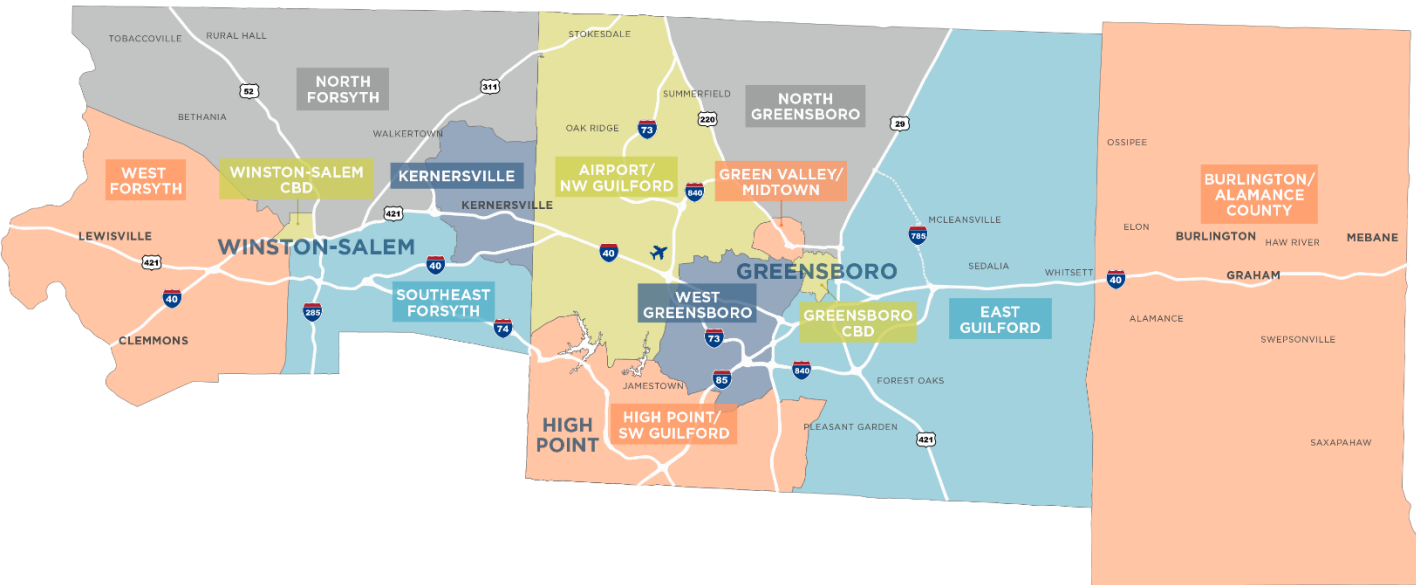 TOBACCOVILLE
RURAL HALL
STOKESDALE
NORTH
FORSYTH
52
311
BETHANIA
WALKERTOWN
SUMMERFIELD
OAK RIDGE
73
220
NORTH
GREENSBORO
29
OSSIPEE
WEST
FORSYTH
WINSTON-SALEM
CBD
KERNERSVILLE
AIRPORT/
NW GUILFORD
840
GREEN VALLEY/
MIDTOWN
BURLINGTON/
ALAMANCE
COUNTY
KERNERSVILLE
421
LEWISVILLE
421
WINSTON-SALEM
40
40
MCLEANSVILLE
785
ELON
BURLINGTON
HAW RIVER
MEBANE
GREENSBORO
SEDALIA
WHITSETT
40
GRAHAM
40
CLEMMONS
285
SOUTHEAST
FORSYTH
74
WEST
GREENSBORO
73
GREENSBORO
CBD
EAST
GUILFORD
ALAMANCE
SWEPSONVILLE
85
840
JAMESTOWN
FOREST OAKS
HIGH
POINT
HIGH POINT/
SW GUILFORD
PLEASANT GARDEN
421
SAXAPAHAW